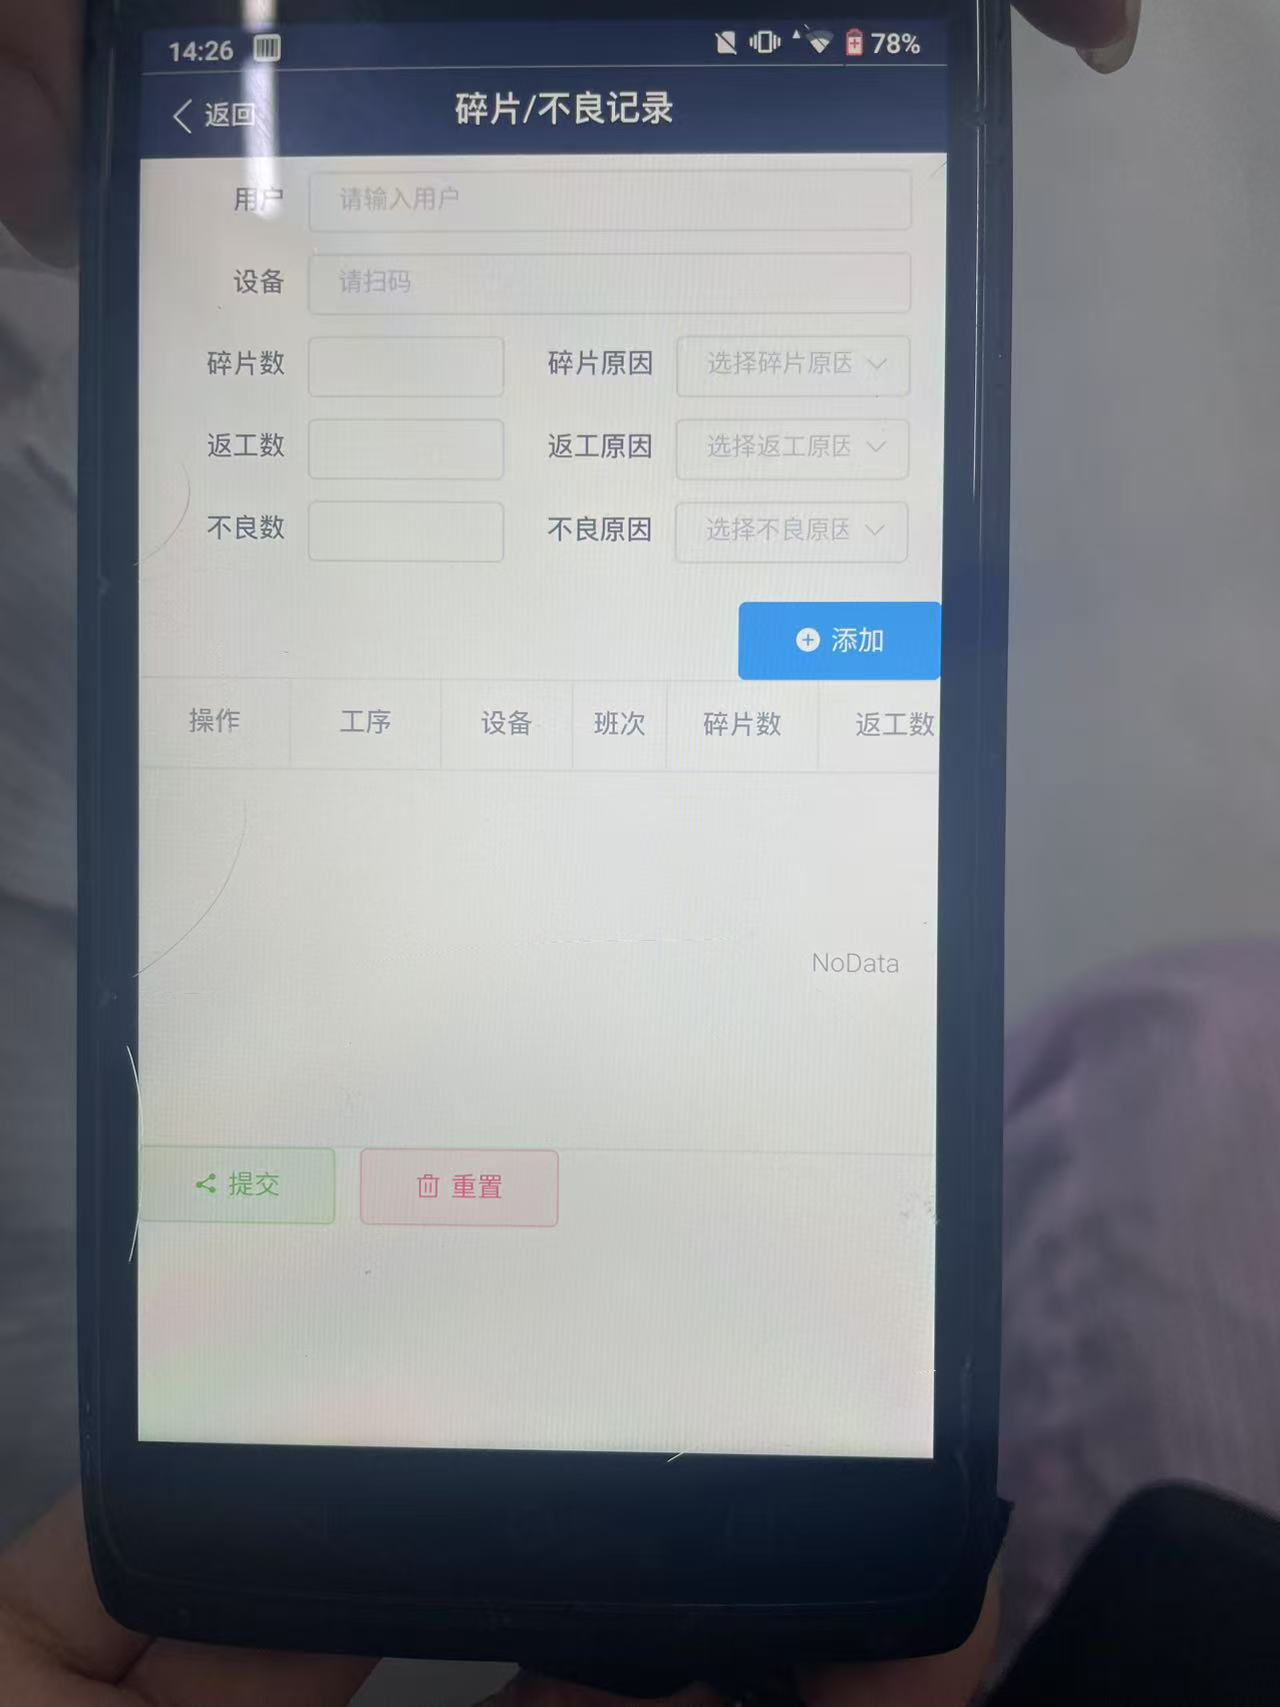 14:26 78%
返回 碎片/不良记录
用户 请输入用户
设备 请扫码
碎片数 碎片原因 选择碎片原因
返工数 返工原因 选择返工原因
不良数 不良原因 选择不良原因
添加
操作 工序 设备 班次 碎片数 返工数
NoData
提交 重置